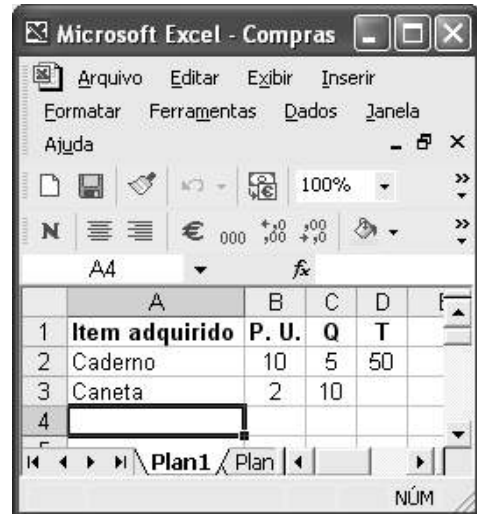 Microsoft Excel - Compras
Arquivo Editar Exibir Inserir
Formatar Ferramentas Dados Janela
Ajuda
100%
N € 000 ,00 ,00
A4 fx
A B C D
1 Item adquirido P. U. Q T
2 Caderno 10 5 50
3 Caneta 2 10
4
Plan1 Plan
NÚM